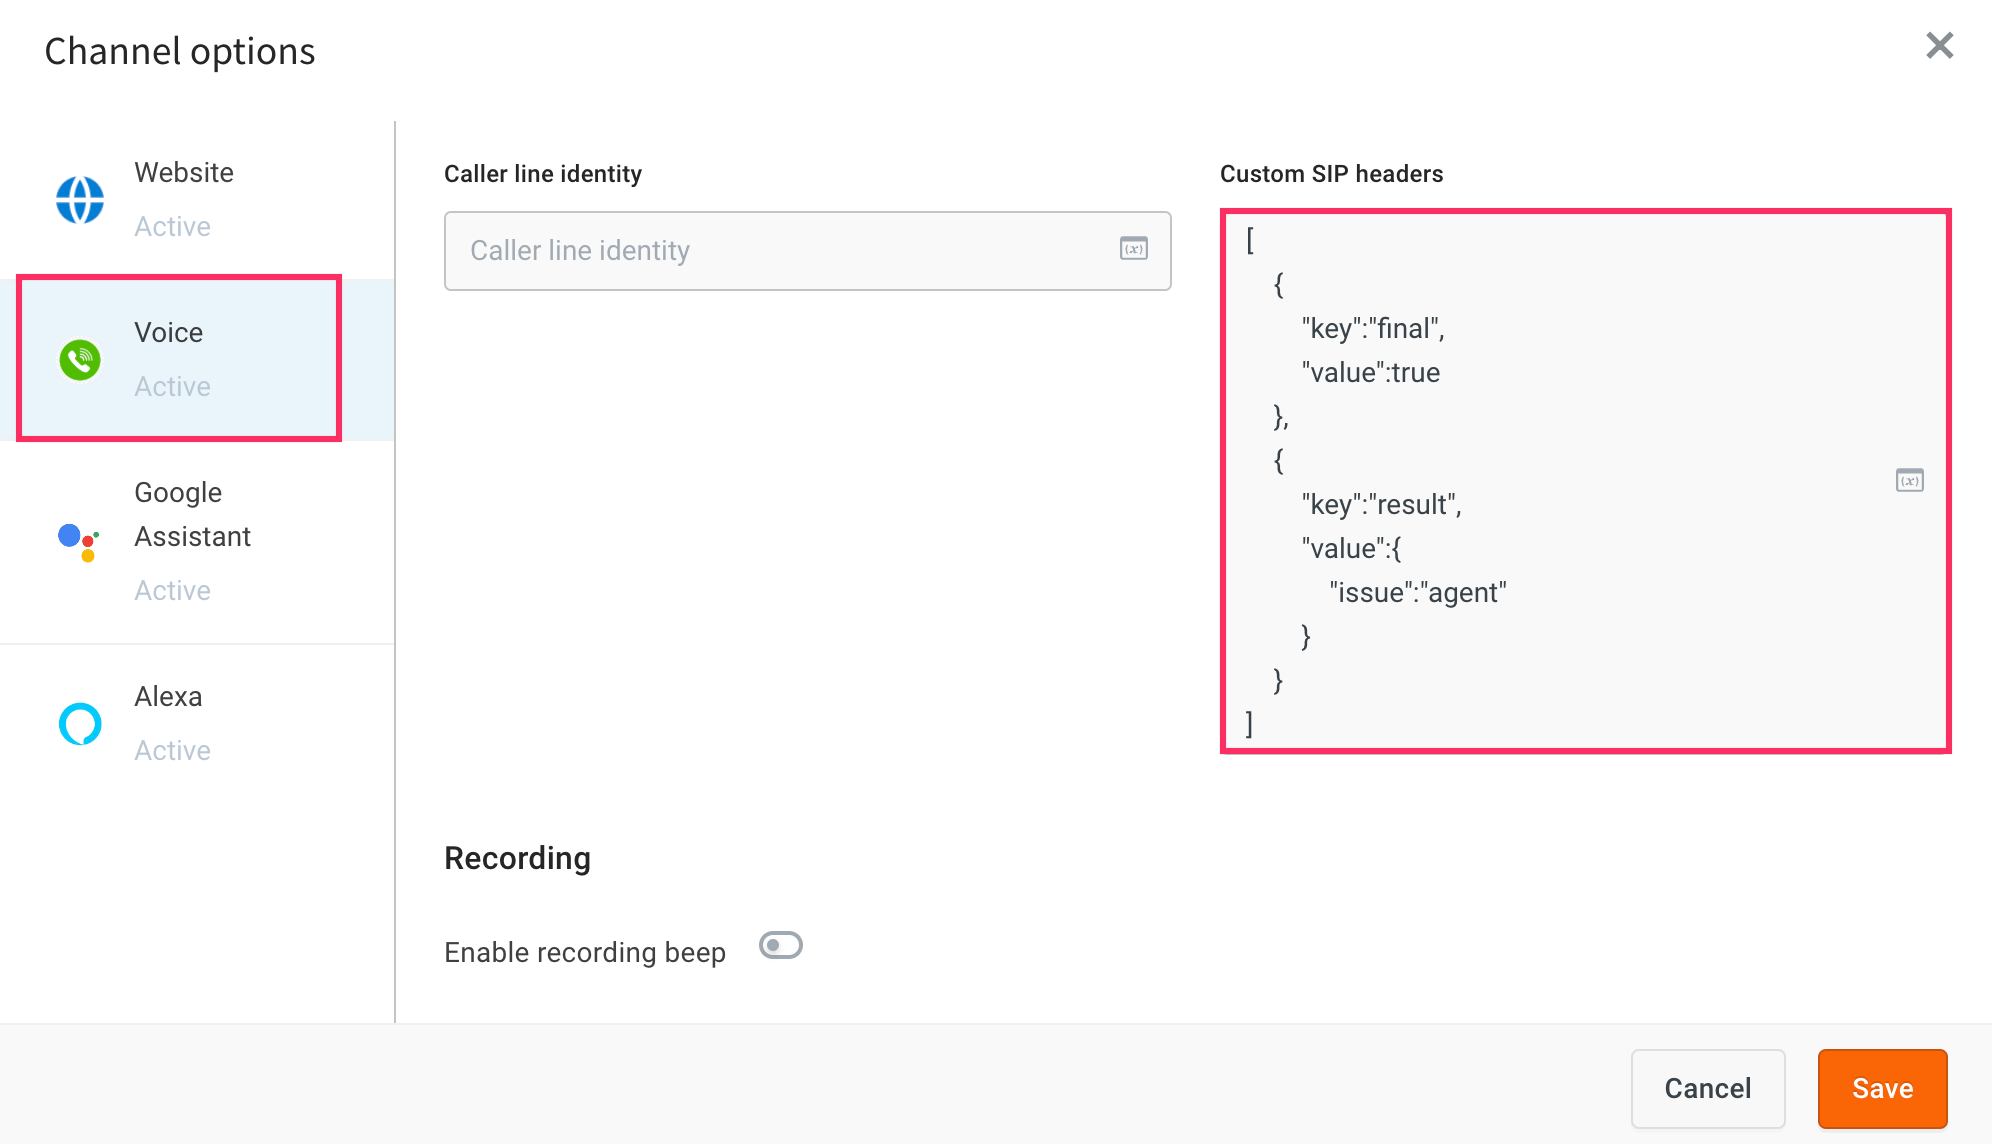 Channel options
Website
Active
Voice
Active
Google
Assistant
Active
Alexa
Active
Caller line identity
Caller line identity
(x)
Custom SIP headers
[
{
"key":"final",
"value":true
},
{
"key":"result",
"value":{
"issue":"agent"
}
}
]
(x)
Recording
Enable recording beep
Cancel
Save